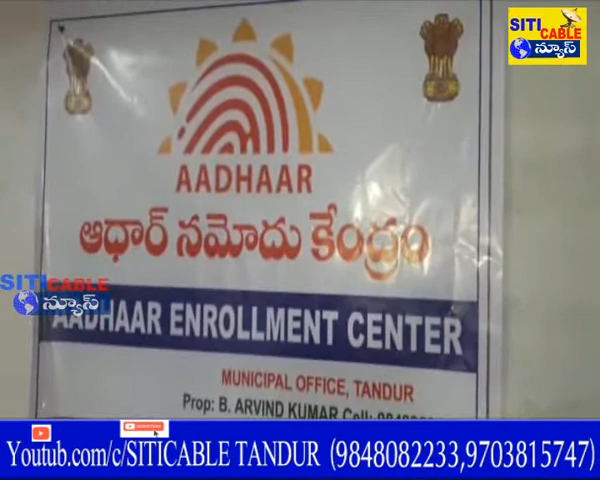 SITI
CABLE
న్యూస్
AADHAAR
ఆధార్ నమోదు కేంద్రం
SITI CABLE
న్యూస్
AADHAAR ENROLLMENT CENTER
MUNICIPAL OFFICE, TANDUR
Prop: B. ARVIND KUMAR Cell:
Youtub.com/c/SITICABLE TANDUR (9848082233,9703815747)